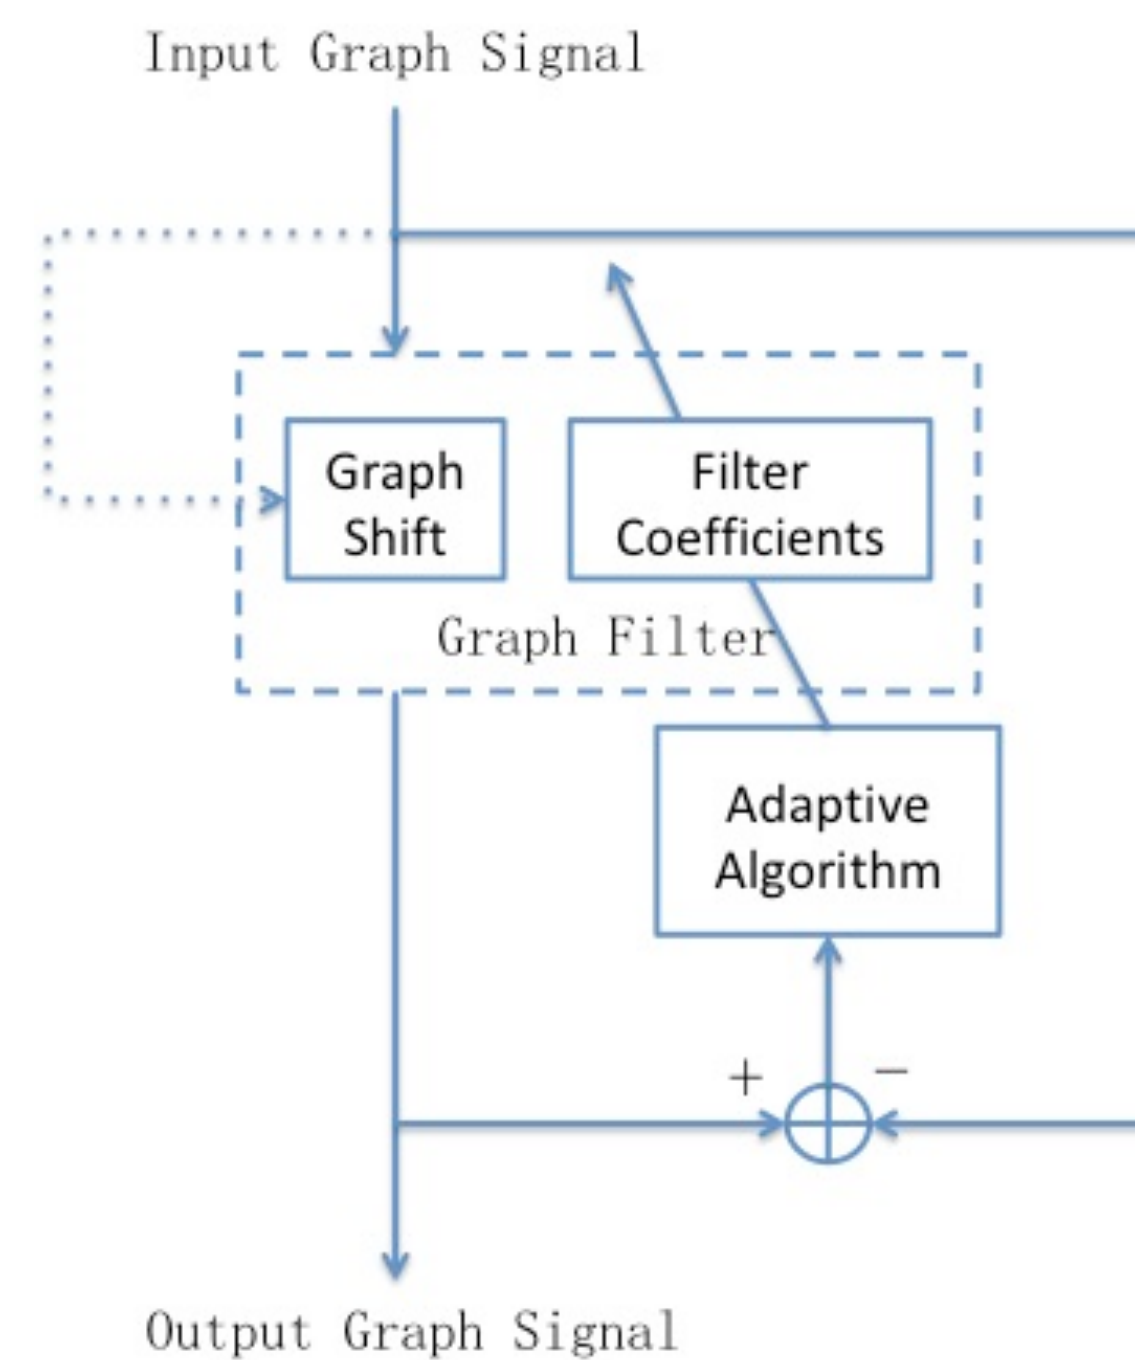 Input Graph Signal
Graph
Shift
Filter
Coefficients
Graph Filter
Adaptive
Algorithm
+
−
Output Graph Signal